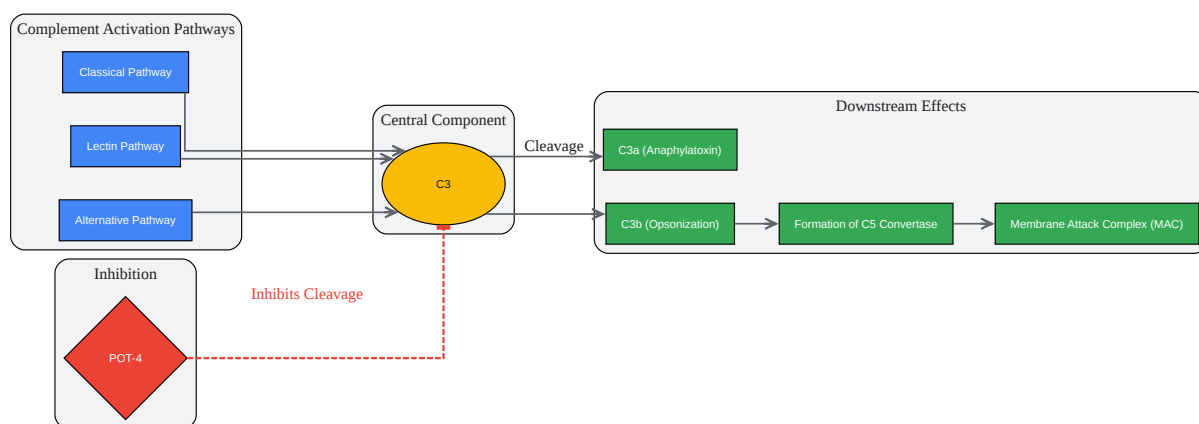 Complement Activation Pathways
Classical Pathway
Lectin Pathway
Alternative Pathway
Central Component
C3
Cleavage
Downstream Effects
C3a (Anaphylatoxin)
C3b (Opsonization)
Formation of C5 Convertase
Membrane Attack Complex (MAC)
Inhibition
POT-4
Inhibits Cleavage